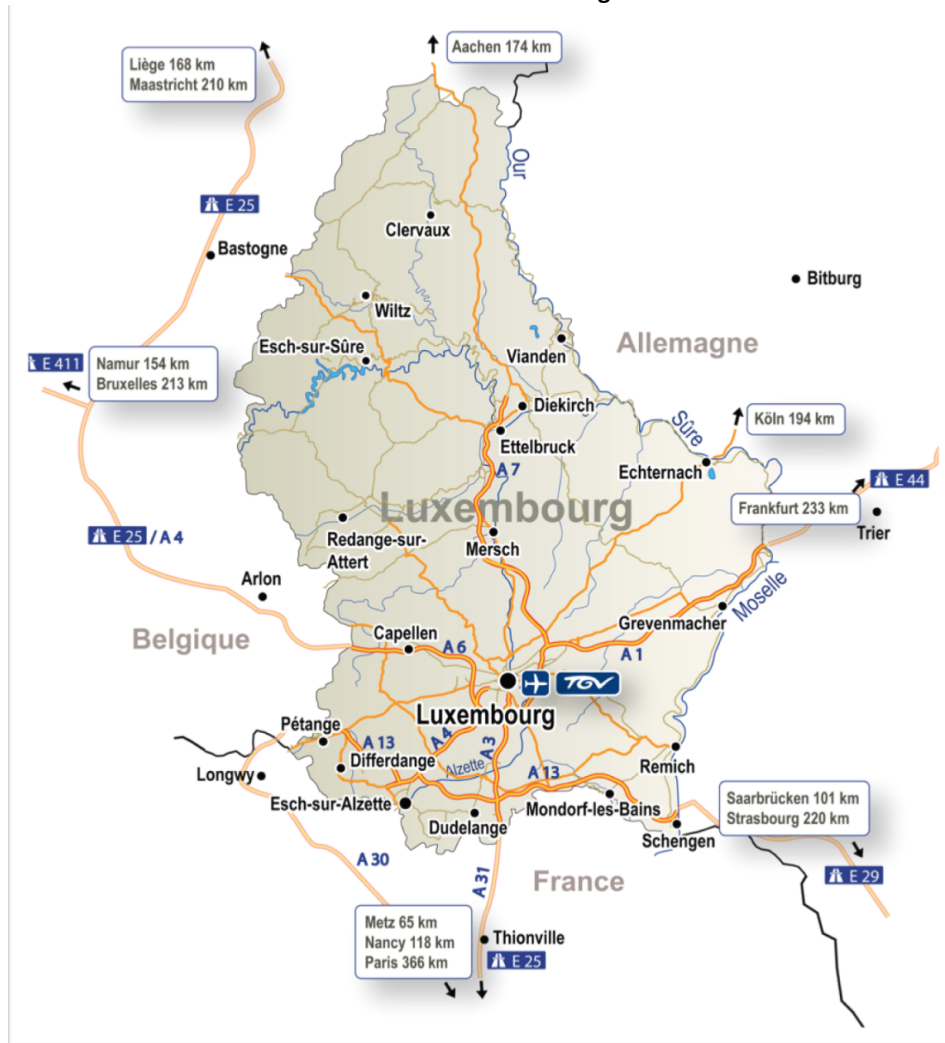 Aachen 174 km
Liège 168 km
Maastricht 210 km
Our
E 25
Clervaux
Bastogne
Bitburg
Wiltz
Allemagne
Esch-sur-Sûre
Vianden
E 411
Namur 154 km
Bruxelles 213 km
Diekirch
Sûre
Köln 194 km
Ettelbruck
A 7
Echternach
E 44
Luxembourg
Frankfurt 233 km
Redange-sur-
Attert
Mersch
Trier
E 25 / A 4
Arlon
Moselle
Grevenmacher
Belgique
Capellen
A 6
A 1
TGV
Luxembourg
Pétange
A 13
A 4
A 3
Differdange
Alzette
A 13
Remich
Longwy
Esch-sur-Alzette
Mondorf-les-Bains
Saarbrücken 101 km
Strasbourg 220 km
Dudelange
Schengen
A 30
A 31
France
E 29
Metz 65 km
Nancy 118 km
Paris 366 km
Thionville
E 25